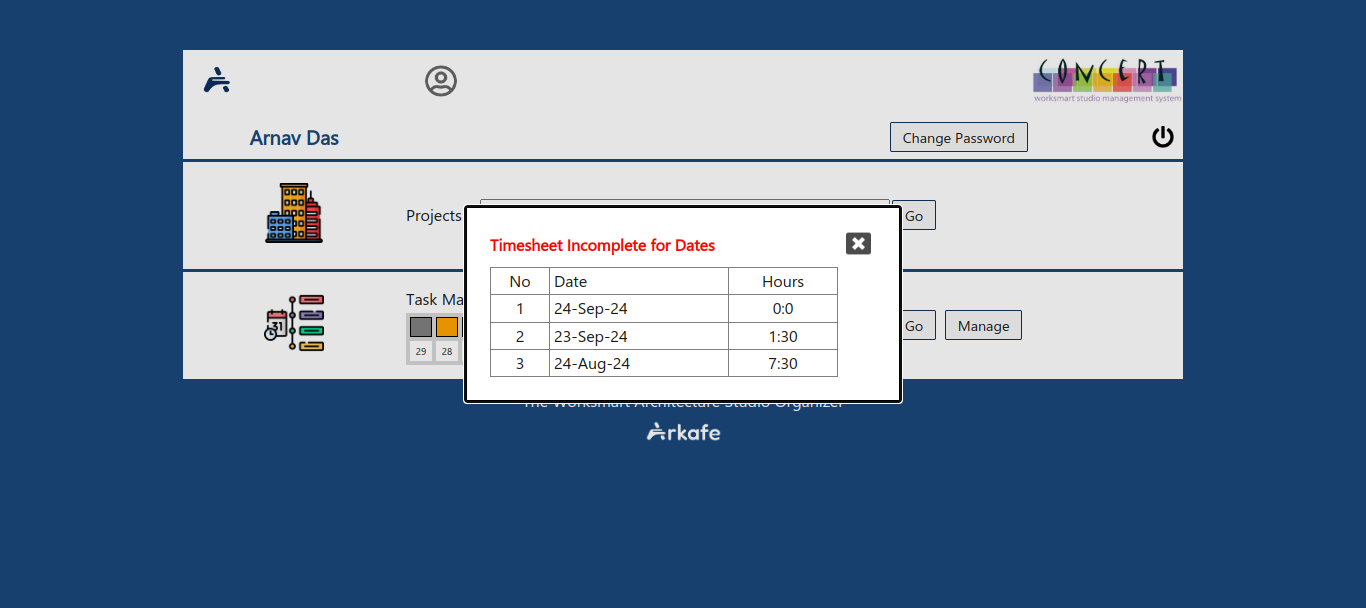 CONCERT
worksmart studio management system
Arnav Das
Change Password
Projects
Go
Timesheet Incomplete for Dates
No Date Hours
1 24-Sep-24 0:0
2 23-Sep-24 1:30
3 24-Aug-24 7:30
Task Ma
31
29 28
Go Manage
The Worksmart Architecture Studio Organizer
Arkafe